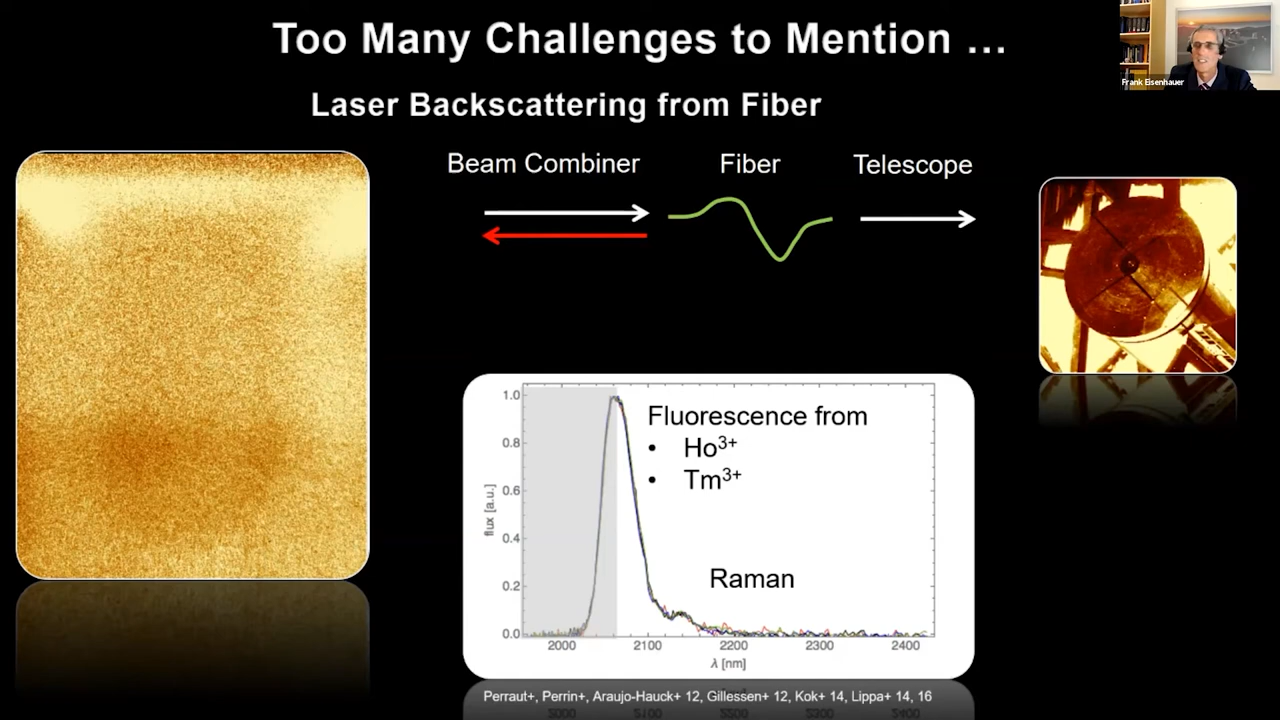 Too Many Challenges to Mention …
Frank Eisenhauer
Laser Backscattering from Fiber
Beam Combiner Fiber Telescope
Fluorescence from
• Ho3+
• Tm3+
Raman
flux [a.u.]
1.0
0.8
0.6
0.4
0.2
0.0
2000 2100 2200 2300 2400
λ [nm]
Perraut+, Perrin+, Araujo-Hauck+ 12, Gillessen+ 12, Kok+ 14, Lippa+ 14, 16